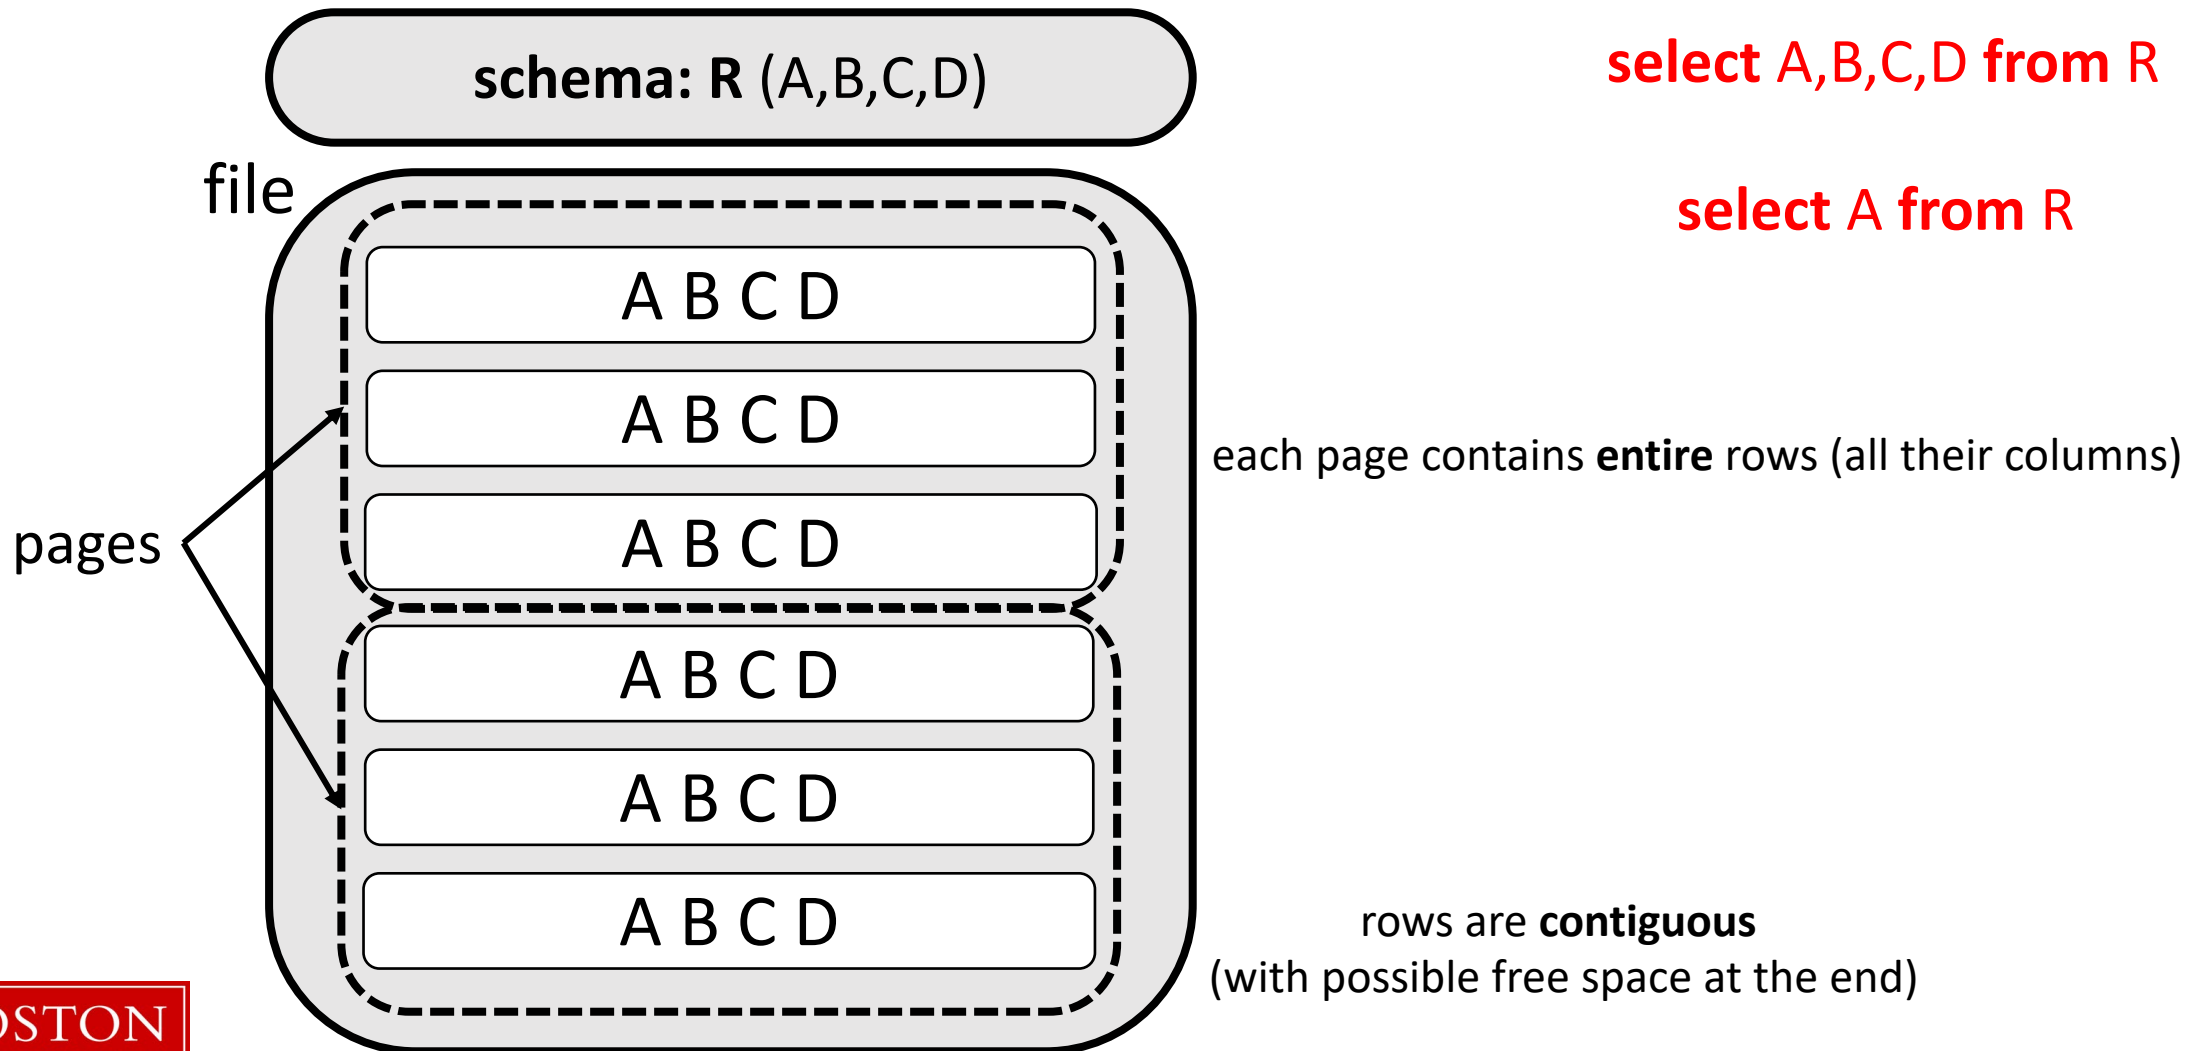 schema: R (A,B,C,D)
select A,B,C,D from R
file
select A from R
A B C D
A B C D
each page contains entire rows (all their columns)
A B C D
pages
A B C D
A B C D
A B C D
rows are contiguous
(with possible free space at the end)
OSTON